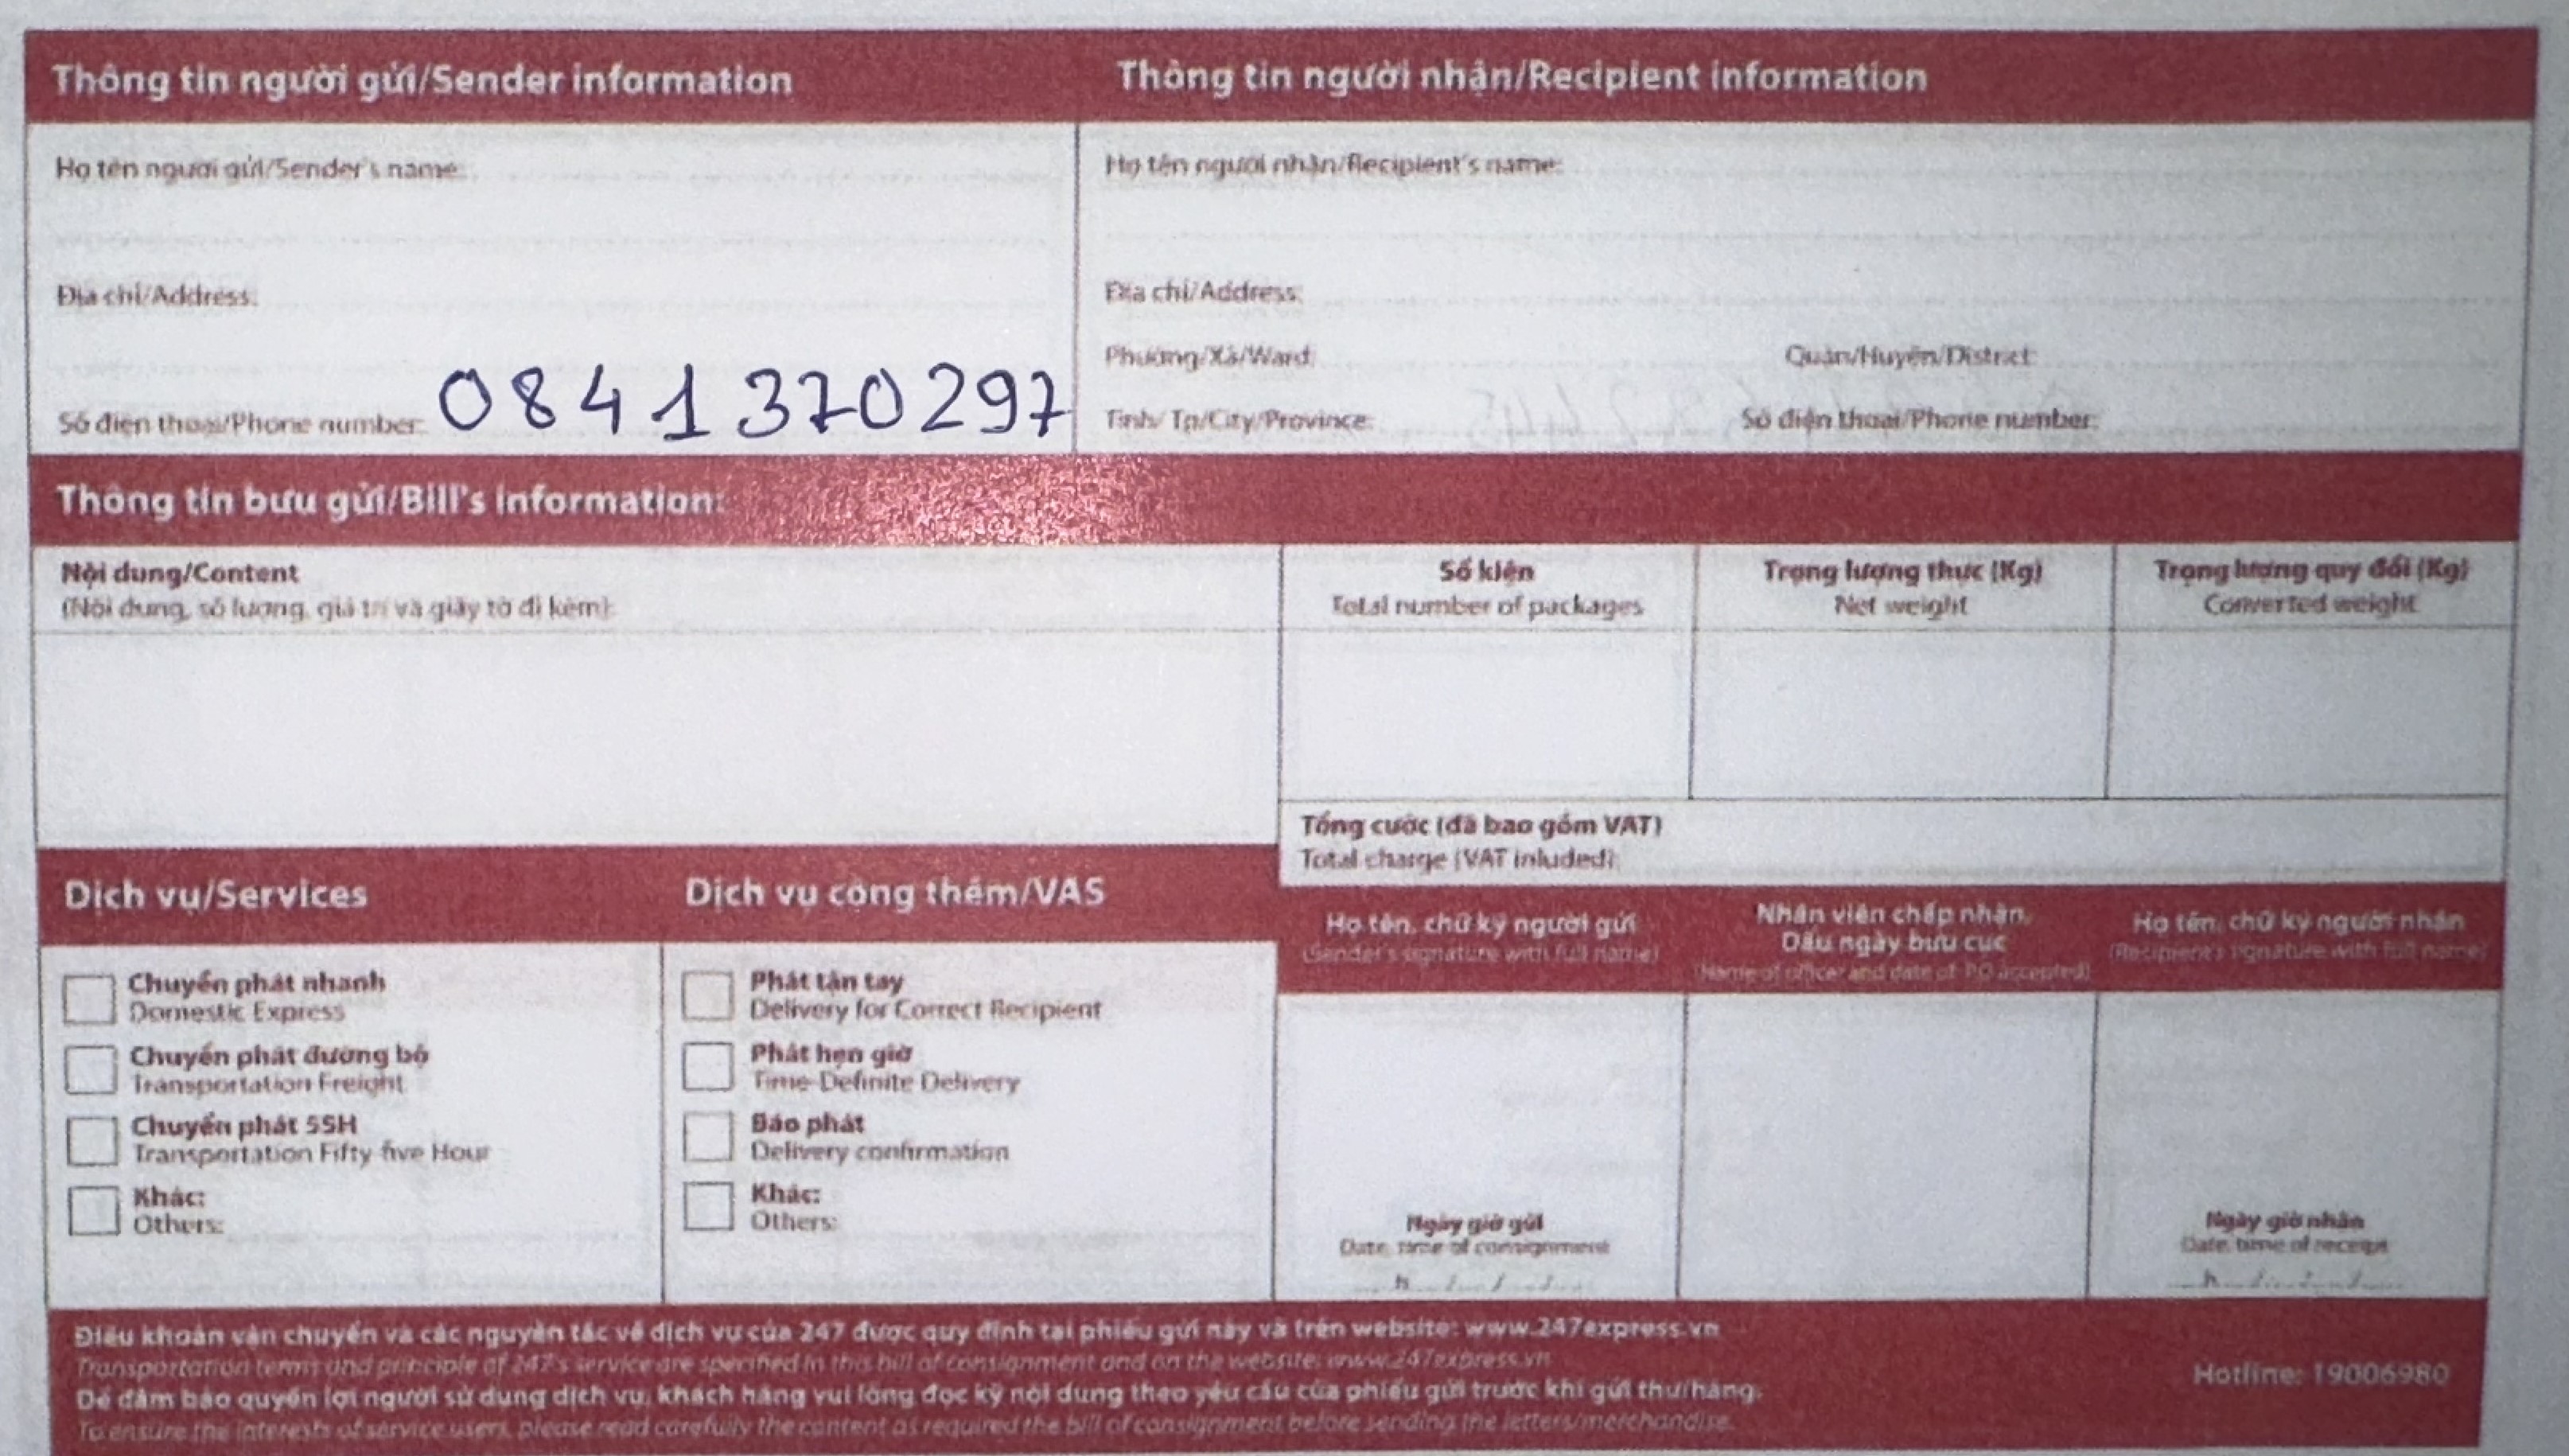 Thông tin người gửi/Sender information
Thông tin người nhận/Recipient information
Họ tên người gửi/Sender's name:
Địa chỉ/Address:
Số điện thoại/Phone number: 0841370297
Họ tên người nhận/Recipient's name:
Địa chỉ/Address:
Phường/Xã/Ward: Quận/Huyện/District:
Tỉnh/ Tp/City/Province: Số điện thoại/Phone number:
Thông tin bưu gửi/Bill's information:
Nội dung/Content
(Nội dung, số lượng, giá trị và giấy tờ đi kèm):
Số kiện
Total number of packages
Trọng lượng thực (Kg)
Net weight
Trọng lượng quy đổi (Kg)
Converted weight
Tổng cước (đã bao gồm VAT)
Total charge (VAT inluded):
Dịch vụ/Services
Chuyển phát nhanh
Domestic Express
Chuyển phát đường bộ
Transportation Freight
Chuyển phát 55H
Transportation Fifty-five Hour
Khác:
Others:
Dịch vụ cộng thêm/VAS
Phát tận tay
Delivery for Correct Recipient
Phát hẹn giờ
Time-Definite Delivery
Báo phát
Delivery confirmation
Khác:
Others:
Họ tên, chữ ký người gửi
(Sender's signature with full name)
Ngày giờ gửi
Date, time of consignment
h / / /
Nhân viên chấp nhận,
Dấu ngày bưu cục
(Name of officer and date of P.O accepted)
Họ tên, chữ ký người nhận
(Recipient's signature with full name)
Ngày giờ nhận
Date, time of receipt
h / / /
Điều khoản vận chuyển và các nguyên tắc về dịch vụ của 247 được quy định tại phiếu gửi này và trên website: www.247express.vn
Transportation terms and principle of 247's service are specified in this bill of consignment and on the website: www.247express.vn
Để đảm bảo quyền lợi người sử dụng dịch vụ, khách hàng vui lòng đọc kỹ nội dung theo yêu cầu của phiếu gửi trước khi gửi thư/hàng.
To ensure the interests of service users, please read carefully the content as required the bill of consignment before sending the letters/merchandise.
Hotline: 19006980